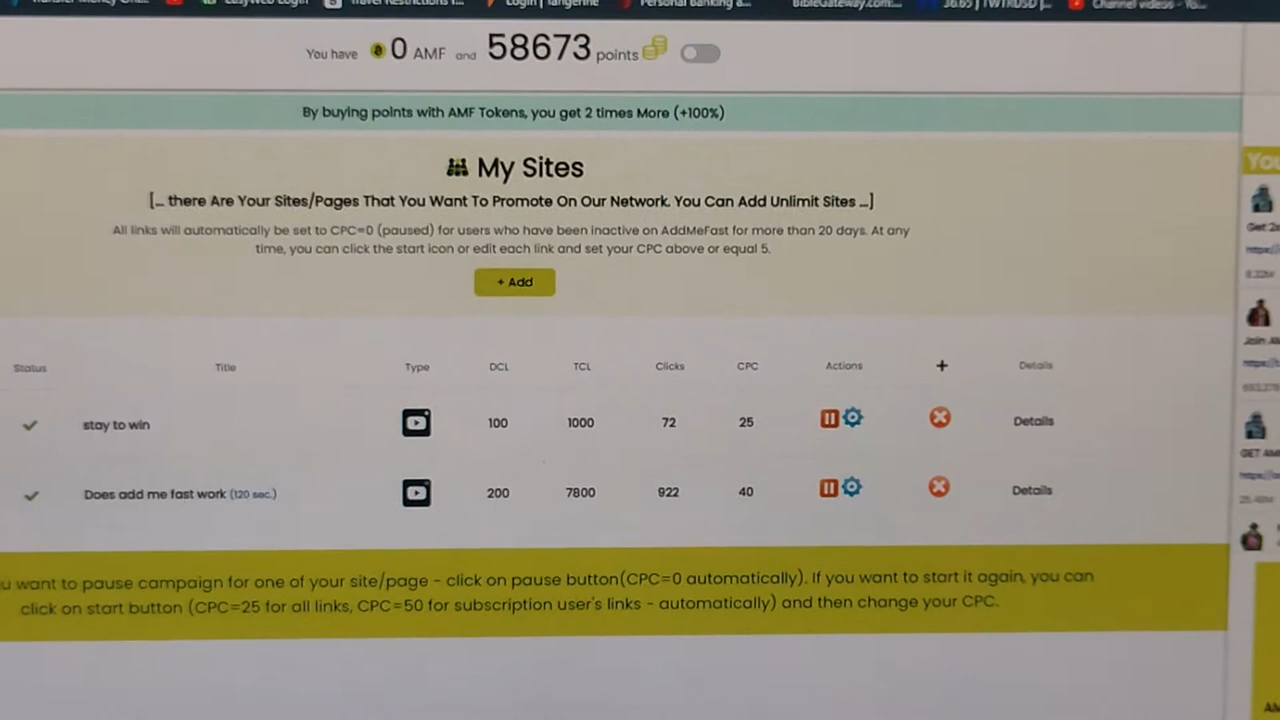 You have 0 AMF and 58673 points
By buying points with AMF Tokens, you get 2 times More (+100%)
My Sites
[... there Are Your Sites/Pages That You Want To Promote On Our Network. You Can Add Unlimit Sites ...]
All links will automatically be set to CPC=0 (paused) for users who have been inactive on AddMeFast for more than 20 days. At any
time, you can click the start icon or edit each link and set your CPC above or equal 5.
+ Add
Status Title Type DCL TCL Clicks CPC Actions + Details
stay to win 100 1000 72 25 Details
Does add me fast work (120 sec.) 200 7800 922 40 Details
u want to pause campaign for one of your site/page - click on pause button(CPC=0 automatically). If you want to start it again, you can
click on start button (CPC=25 for all links, CPC=50 for subscription user's links - automatically) and then change your CPC.
You
Get 2x
Join AM
GET AM